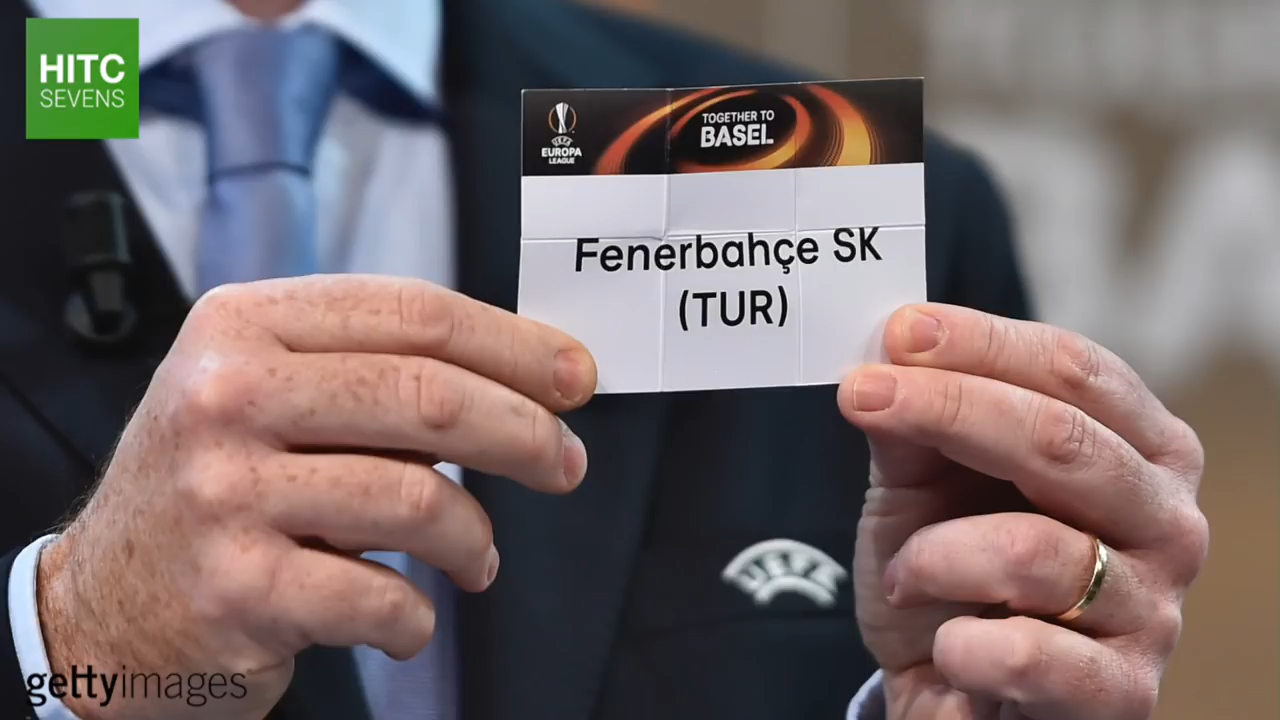 HITC
SEVENS
UEFA
EUROPA
LEAGUE
TOGETHER TO
BASEL
Fenerbahçe SK
(TUR)
UEFA
gettyimages